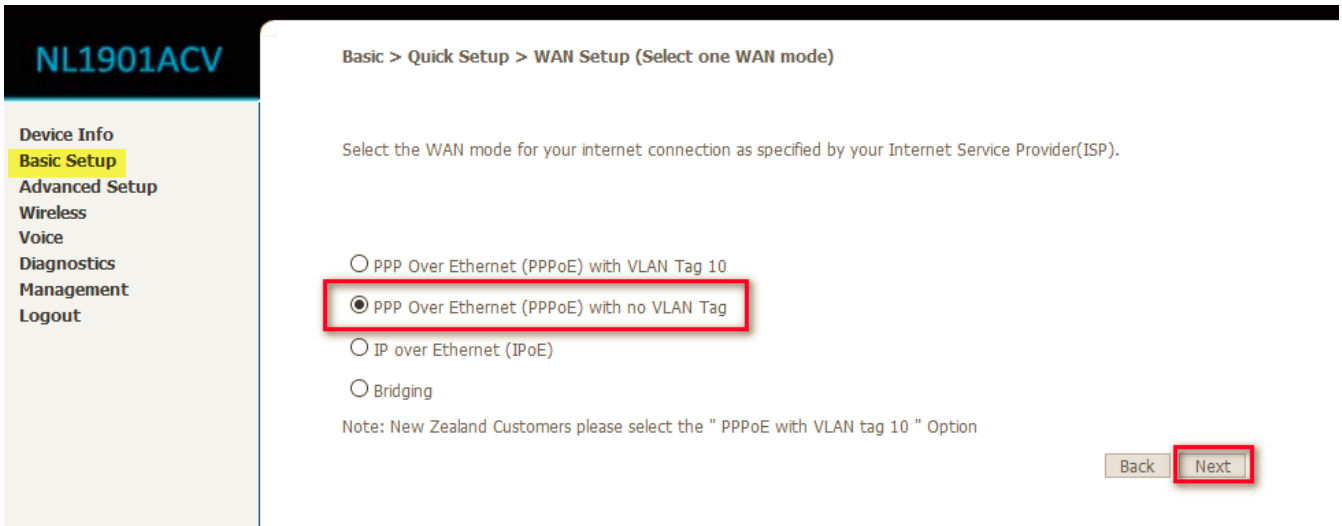 NL1901ACV
Basic > Quick Setup > WAN Setup (Select one WAN mode)
Device Info
Basic Setup
Advanced Setup
Wireless
Voice
Diagnostics
Management
Logout
Select the WAN mode for your internet connection as specified by your Internet Service Provider(ISP).
PPP Over Ethernet (PPPoE) with VLAN Tag 10
PPP Over Ethernet (PPPoE) with no VLAN Tag
IP over Ethernet (IPoE)
Bridging
Note: New Zealand Customers please select the " PPPoE with VLAN tag 10 " Option
Back Next